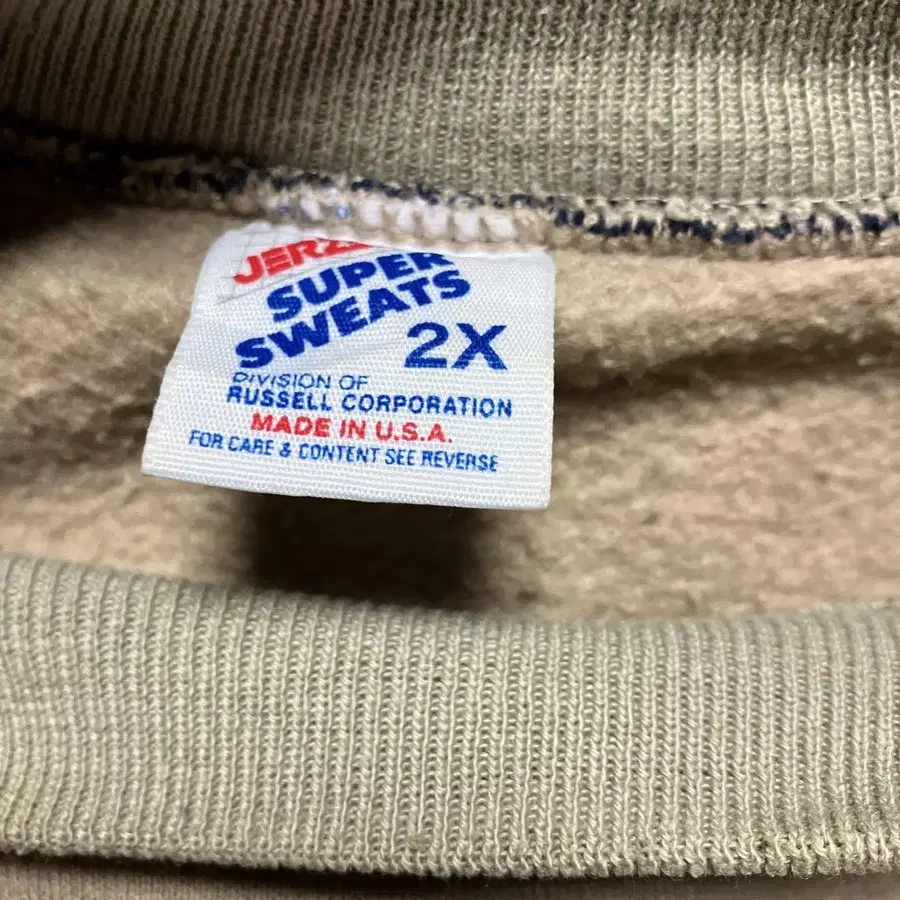 SUPER
SWEATS
2X
DIVISION OF
RUSSELL CORPORATION
MADE IN U.S.A.
FOR CARE & CONTENT SEE REVERSE